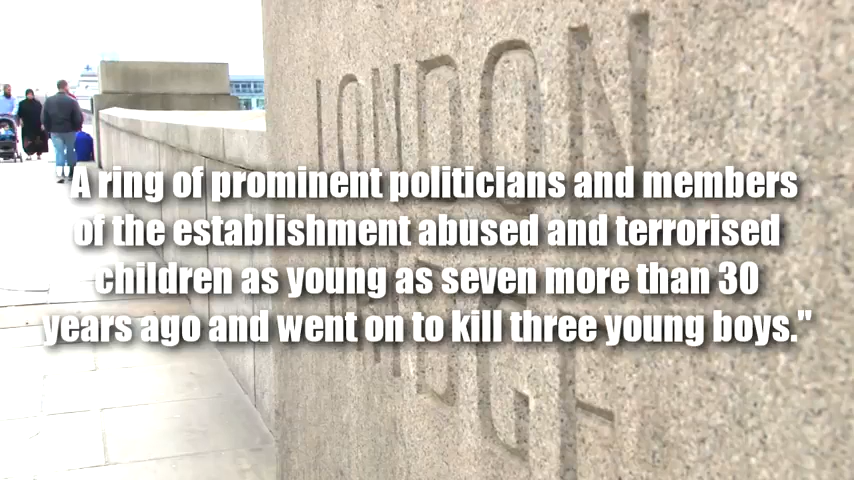 "A ring of prominent politicians and members
of the establishment abused and terrorised
children as young as seven more than 30
years ago and went on to kill three young boys."
LONDON
BRIDGE